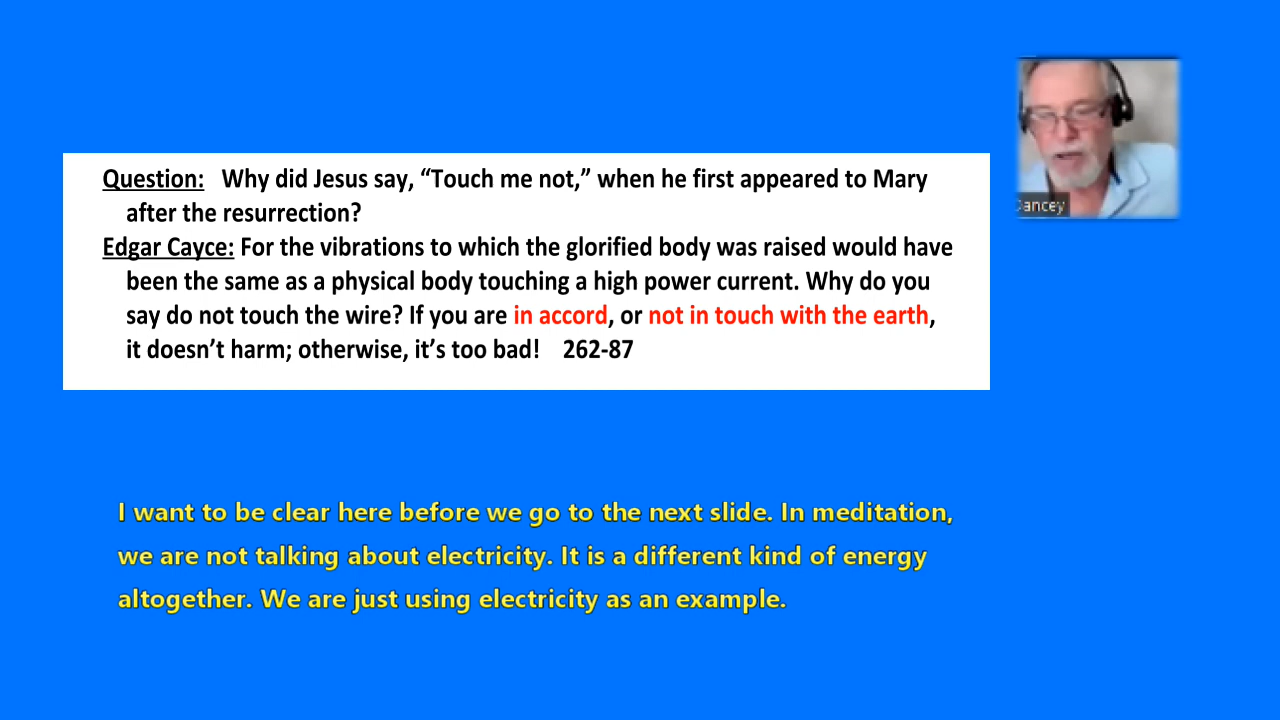 Question: Why did Jesus say, “Touch me not,” when he first appeared to Mary
after the resurrection?
Edgar Cayce: For the vibrations to which the glorified body was raised would have
been the same as a physical body touching a high power current. Why do you
say do not touch the wire? If you are in accord, or not in touch with the earth,
it doesn’t harm; otherwise, it’s too bad! 262-87
Dancey
I want to be clear here before we go to the next slide. In meditation,
we are not talking about electricity. It is a different kind of energy
altogether. We are just using electricity as an example.